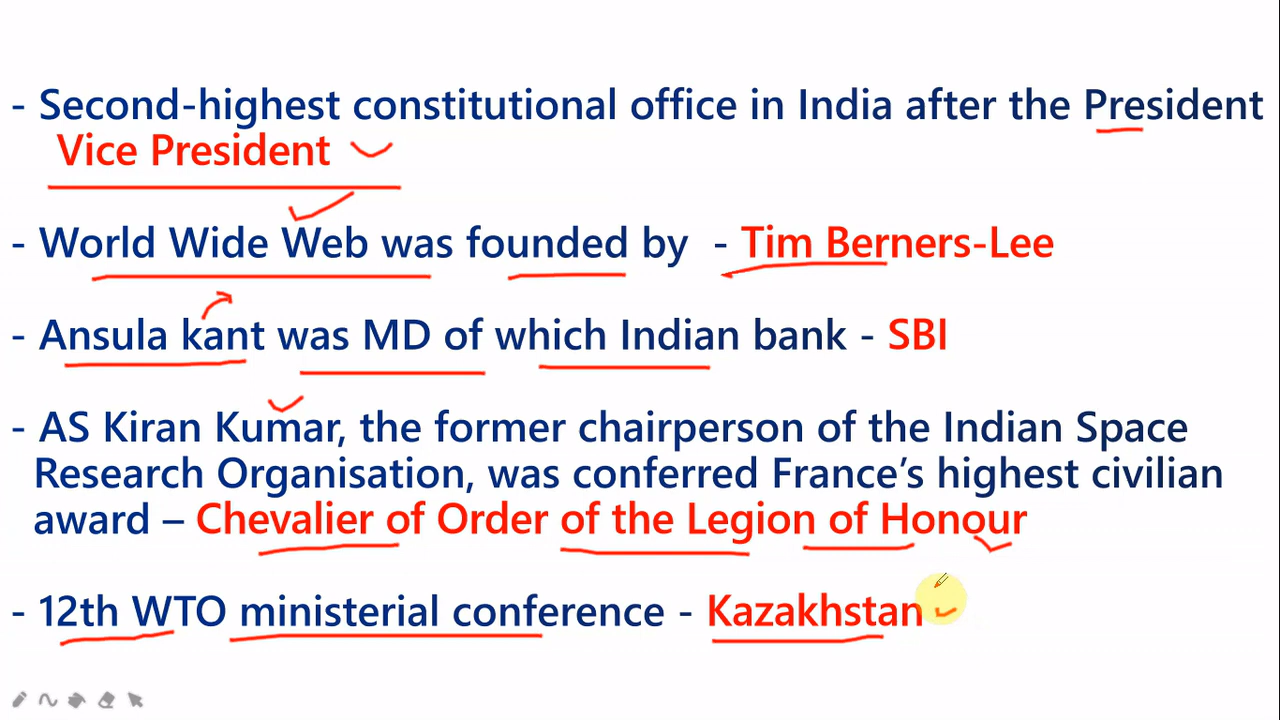 - Second-highest constitutional office in India after the President
Vice President
- World Wide Web was founded by - Tim Berners-Lee
- Ansula kant was MD of which Indian bank - SBI
- AS Kiran Kumar, the former chairperson of the Indian Space
Research Organisation, was conferred France’s highest civilian
award – Chevalier of Order of the Legion of Honour
- 12th WTO ministerial conference - Kazakhstan